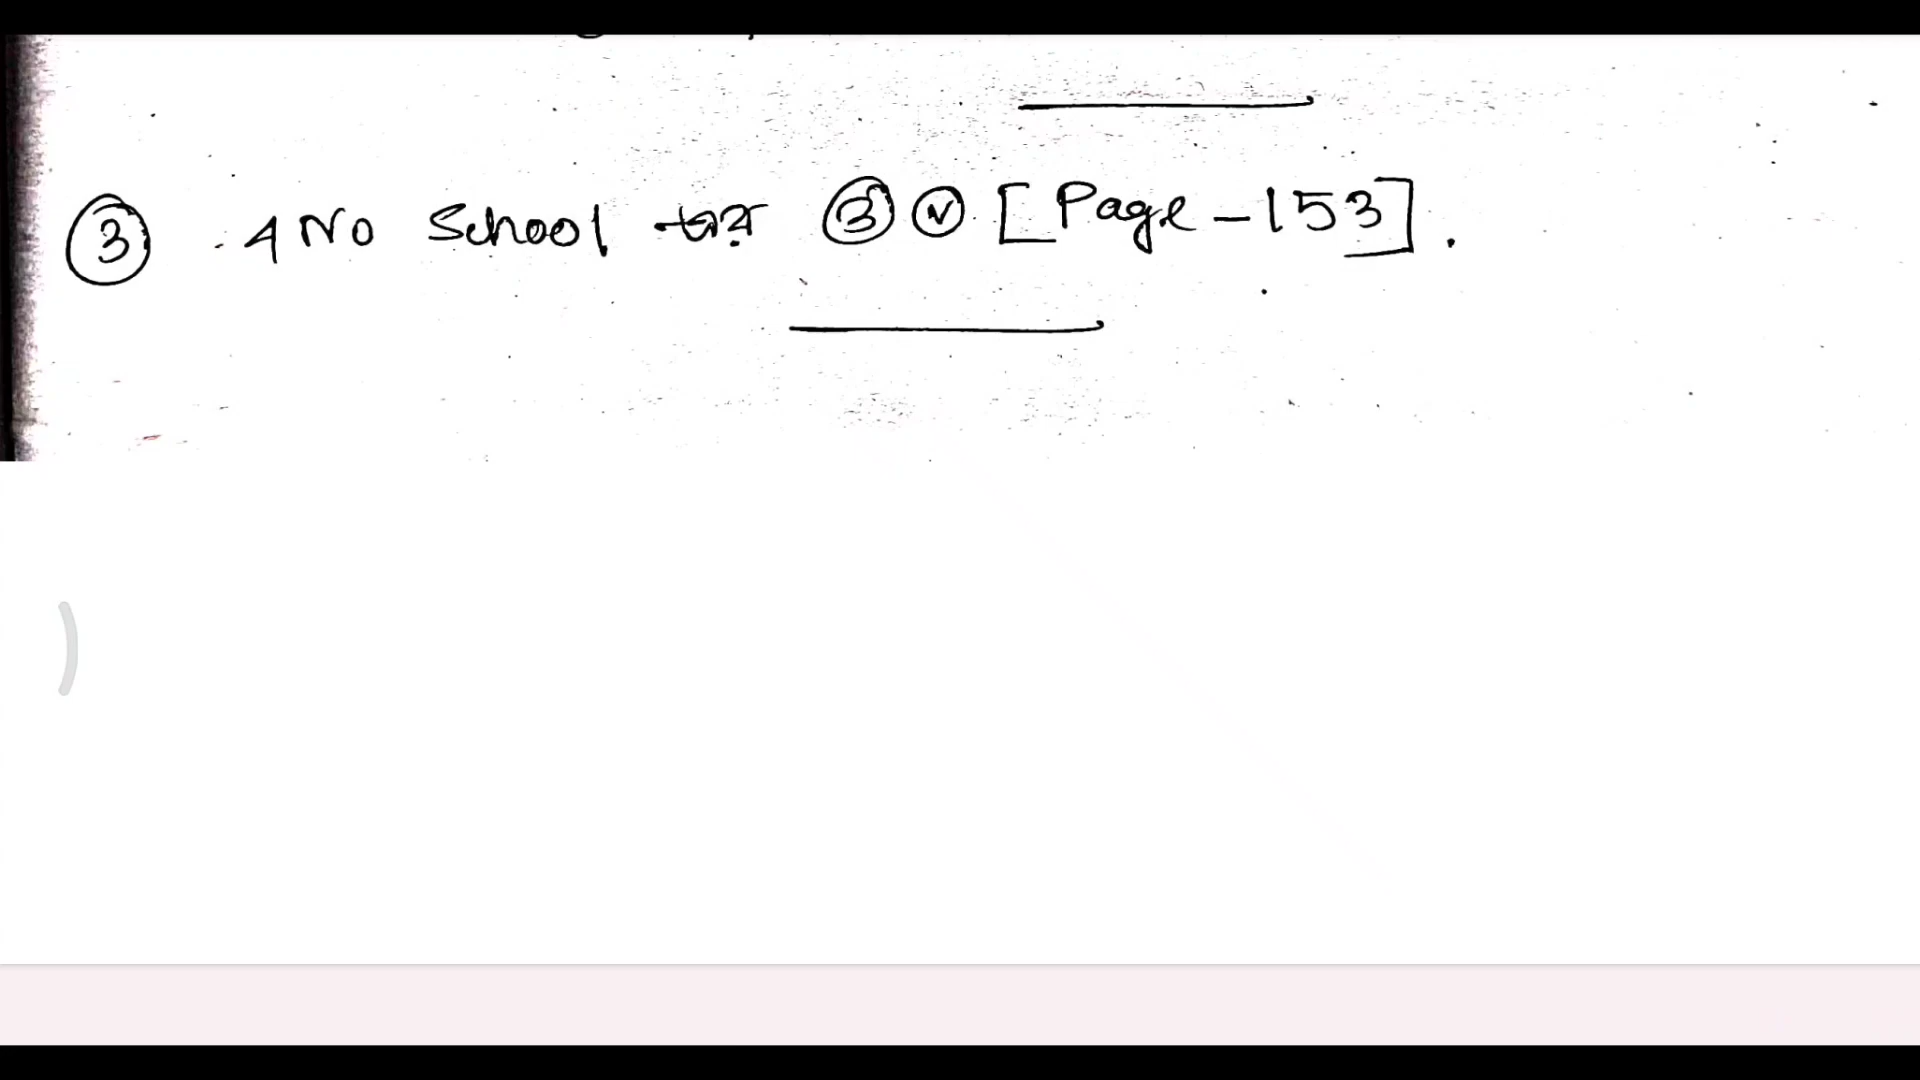 ③ 4 No School এর ③ ⓥ [Page - 153].